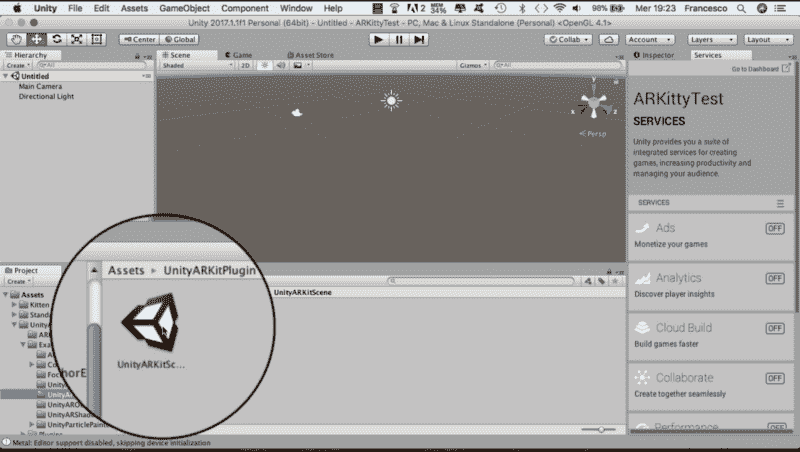 Unity File Edit Assets GameObject Component Window Help 2 MEM 34% 98% Mer 19:23 Francesco
Unity 2017.1.1f1 Personal (64bit) - Untitled - ARKittyTest - PC, Mac & Linux Standalone (Personal) <OpenGL 4.1>
Center Global Collab Account Layers Layout
Hierarchy
Create All
Untitled
Main Camera
Directional Light
Scene Game Asset Store
Shaded 2D Gizmos All
y
x z
Persp
Inspector Services
Go to Dashboard
ARKittyTest
SERVICES
Unity provides you a suite of
integrated services for creating
games, increasing productivity and
managing your audience.
SERVICES
Ads OFF
Monetize your games
Analytics OFF
Discover player insights
Cloud Build OFF
Build games faster
Collaborate OFF
Create together seamlessly
Performance OFF
Project
Create
Assets
Kitten
Standa
Unity
AR
Exa
A
Co
Foc
Unity
UnityA
UnityARO
UnityARShad
UnityParticlePaint
Plugins
Assets UnityARKitPlugin
UnityARKitSc...
horE
UnityARKitScene
Metal: Editor support disabled, skipping device initialization